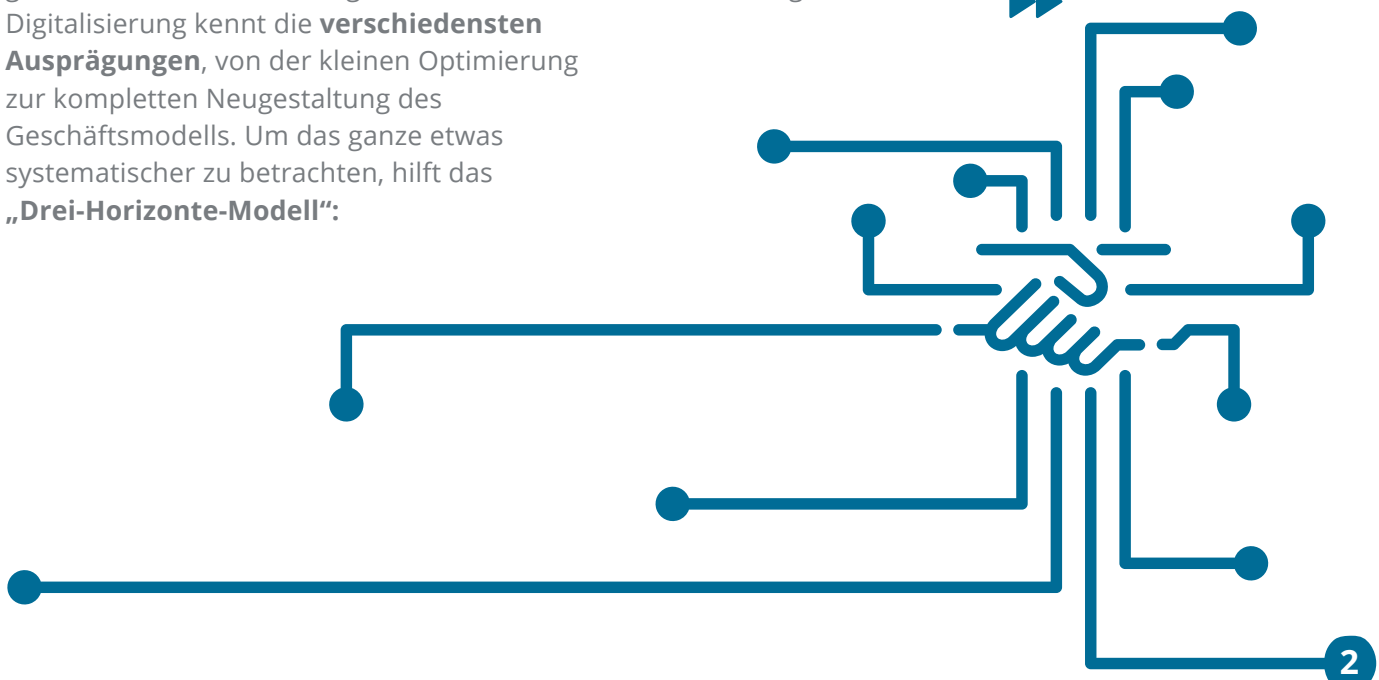 Digitalisierung kennt die verschiedensten
Ausprägungen, von der kleinen Optimierung
zur kompletten Neugestaltung des
Geschäftsmodells. Um das ganze etwas
systematischer zu betrachten, hilft das
„Drei-Horizonte-Modell“:
2